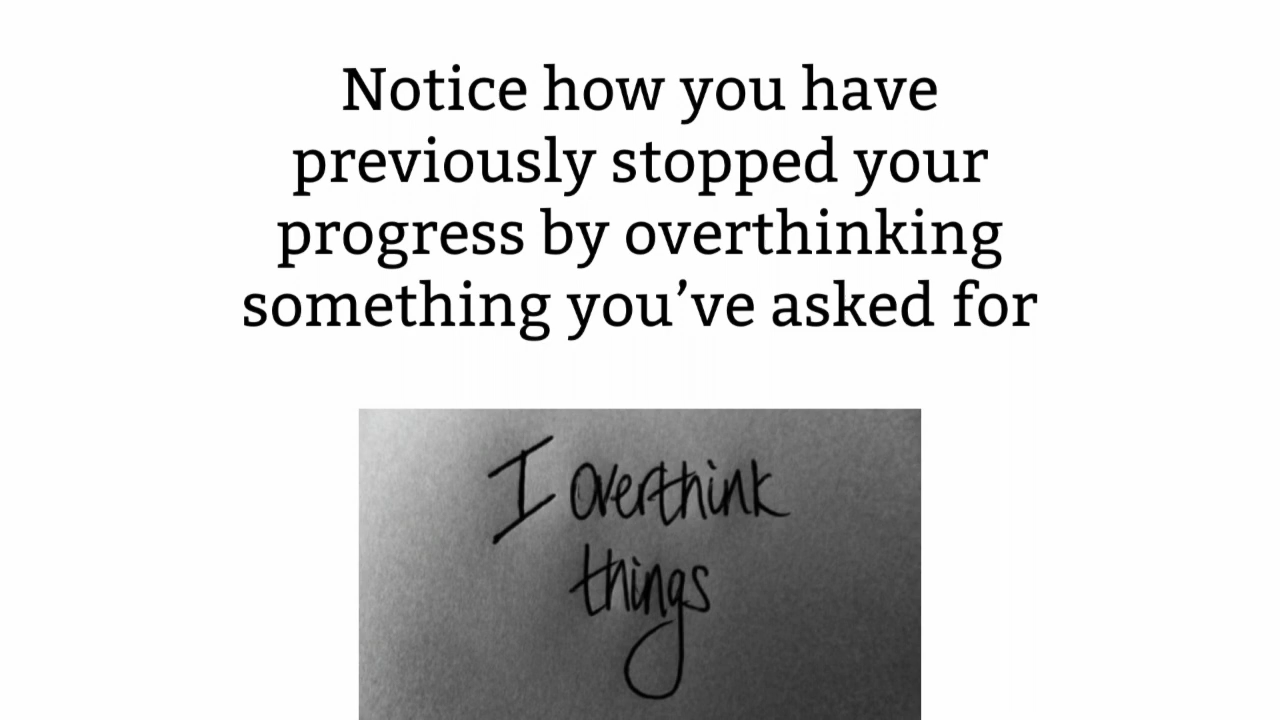 Notice how you have
previously stopped your
progress by overthinking
something you’ve asked for
I overthink
things